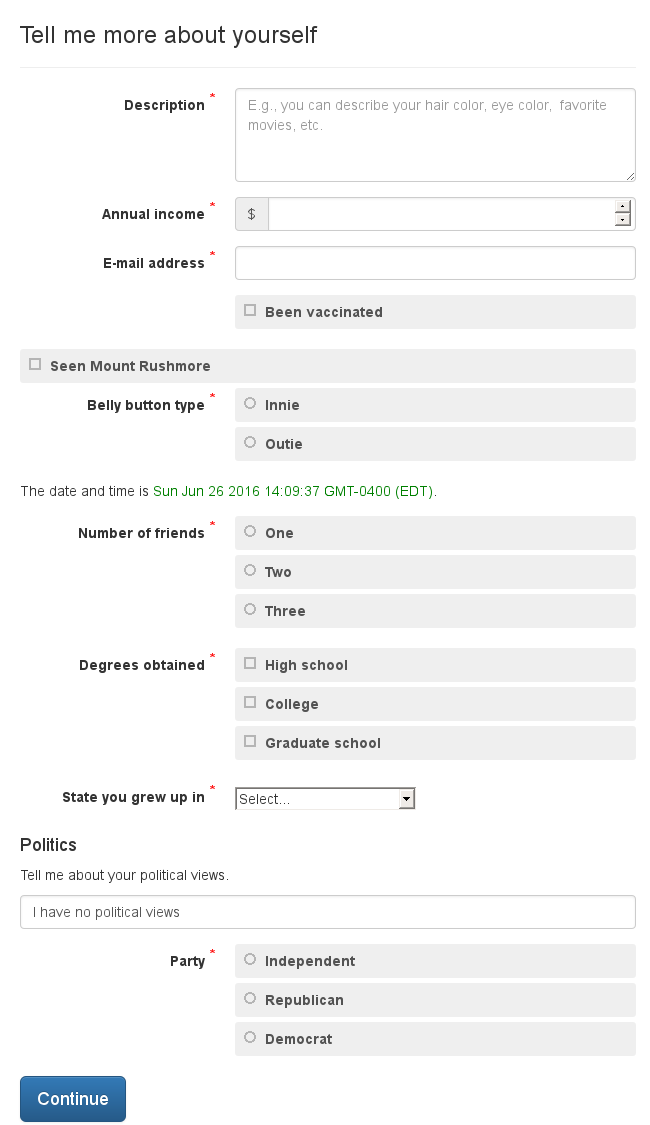 Tell me more about yourself
Description *
E.g., you can describe your hair color, eye color,  favorite
movies, etc.
Annual income *
$
E-mail address *
Been vaccinated
Seen Mount Rushmore
Belly button type *
Innie
Outie
The date and time is Sun Jun 26 2016 14:09:37 GMT-0400 (EDT).
Number of friends *
One
Two
Three
Degrees obtained *
High school
College
Graduate school
State you grew up in *
Select...
Politics
Tell me about your political views.
I have no political views
Party *
Independent
Republican
Democrat
Continue